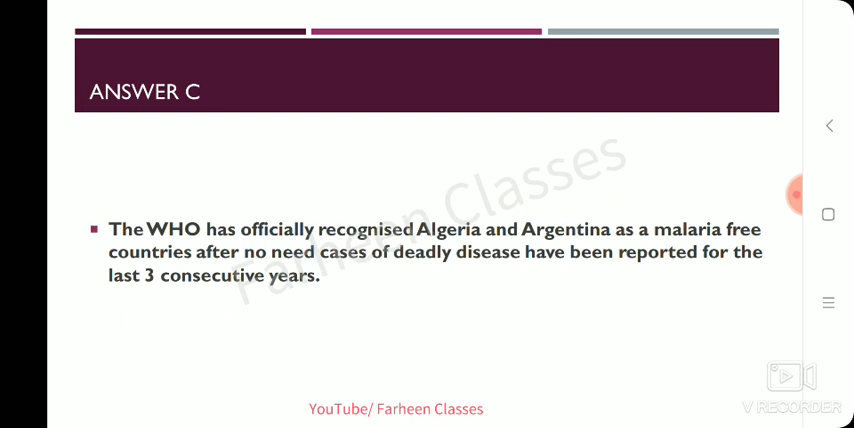 ANSWER C
The WHO has officially recognised Algeria and Argentina as a malaria free
countries after no need cases of deadly disease have been reported for the
last 3 consecutive years.
Farheen Classes
YouTube/ Farheen Classes
V RECORDER